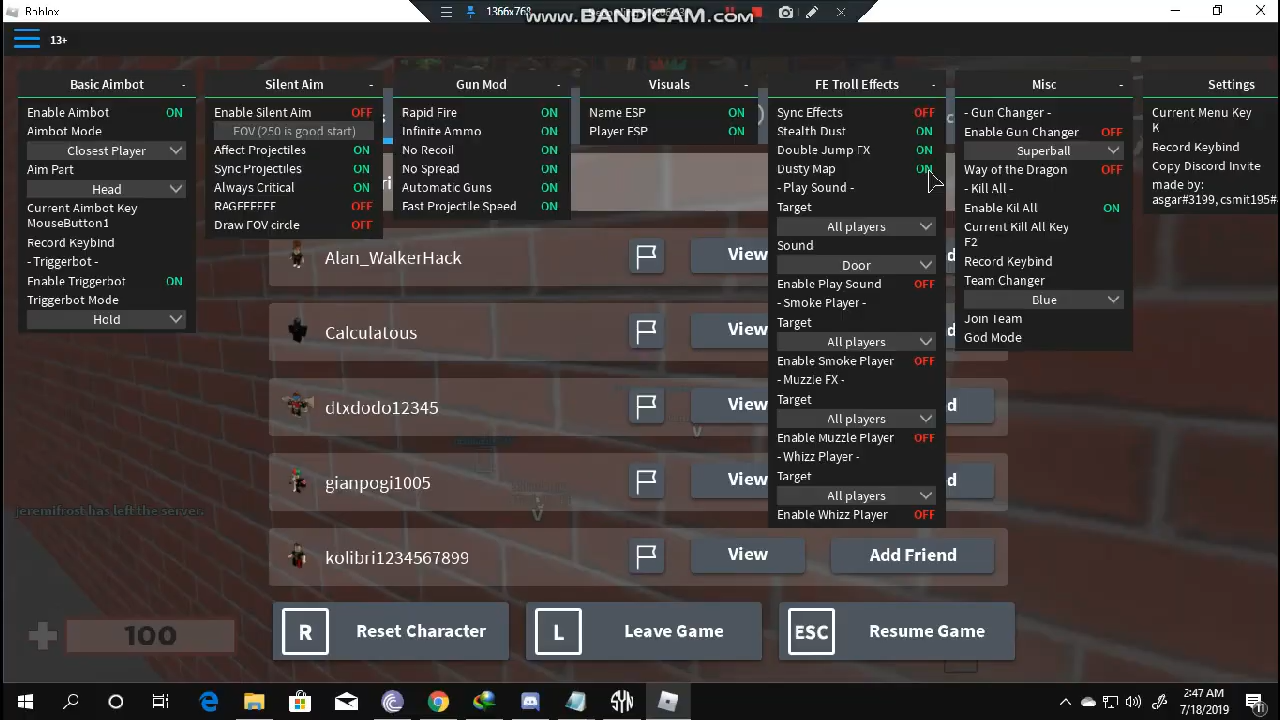 Roblox
1366x768
www.BANDICAM.com
13+
Basic Aimbot -
Enable Aimbot ON
Aimbot Mode
Closest Player
Aim Part
Head
Current Aimbot Key
MouseButton1
Record Keybind
- Triggerbot -
Enable Triggerbot ON
Triggerbot Mode
Hold
Silent Aim -
Enable Silent Aim OFF
FOV (250 is good start)
Affect Projectiles ON
Sync Projectiles ON
Always Critical ON
RAGEEEEEE OFF
Draw FOV circle OFF
Gun Mod -
Rapid Fire ON
Infinite Ammo ON
No Recoil ON
No Spread ON
Automatic Guns ON
Fast Projectile Speed ON
Visuals -
Name ESP ON
Player ESP ON
FE Troll Effects -
Sync Effects OFF
Stealth Dust ON
Double Jump FX ON
Dusty Map ON
- Play Sound -
Target
All players
Sound
Door
Enable Play Sound OFF
- Smoke Player -
Target
All players
Enable Smoke Player OFF
- Muzzle FX -
Target
All players
Enable Muzzle Player OFF
- Whizz Player -
Target
All players
Enable Whizz Player OFF
Misc -
- Gun Changer -
Enable Gun Changer OFF
Superball
Way of the Dragon OFF
- Kill All -
Enable Kil All ON
Current Kill All Key
F2
Record Keybind
Team Changer
Blue
Join Team
God Mode
Settings
Current Menu Key
K
Record Keybind
Copy Discord Invite
made by:
asgar#3199,csmit195#
Alan_WalkerHack View
Calculatous View
dtxdodo12345 View
gianpogi1005 View
kolibri1234567899 View Add Friend
jeremifrost has left the server.
100
R Reset Character
L Leave Game
ESC Resume Game
2:47 AM
7/18/2019